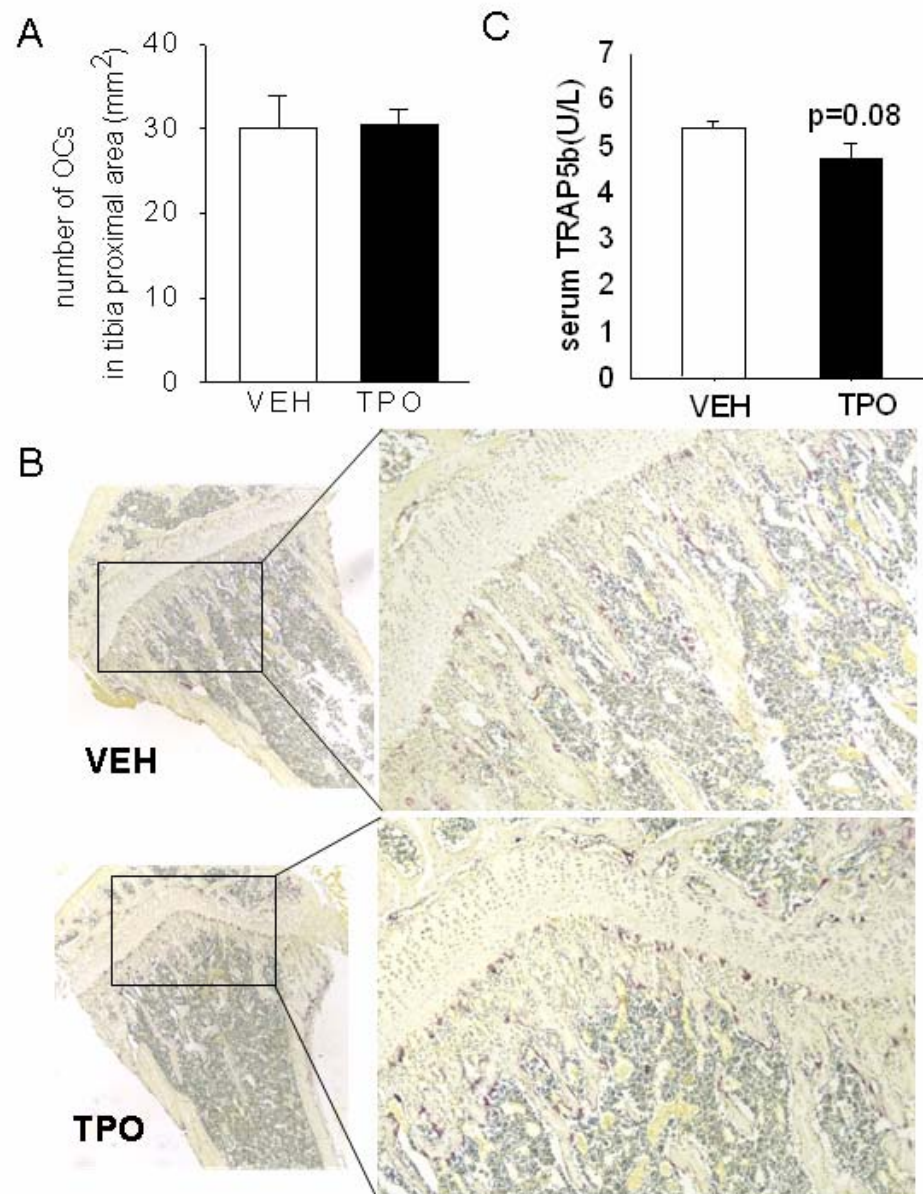 A
number of OCs
in tibia proximal area (mm2)
40
30
20
10
0
VEH TPO
C
serum TRAP5b(U/L)
7
6
5
4
3
2
1
0
p=0.08
VEH TPO
B
VEH
TPO